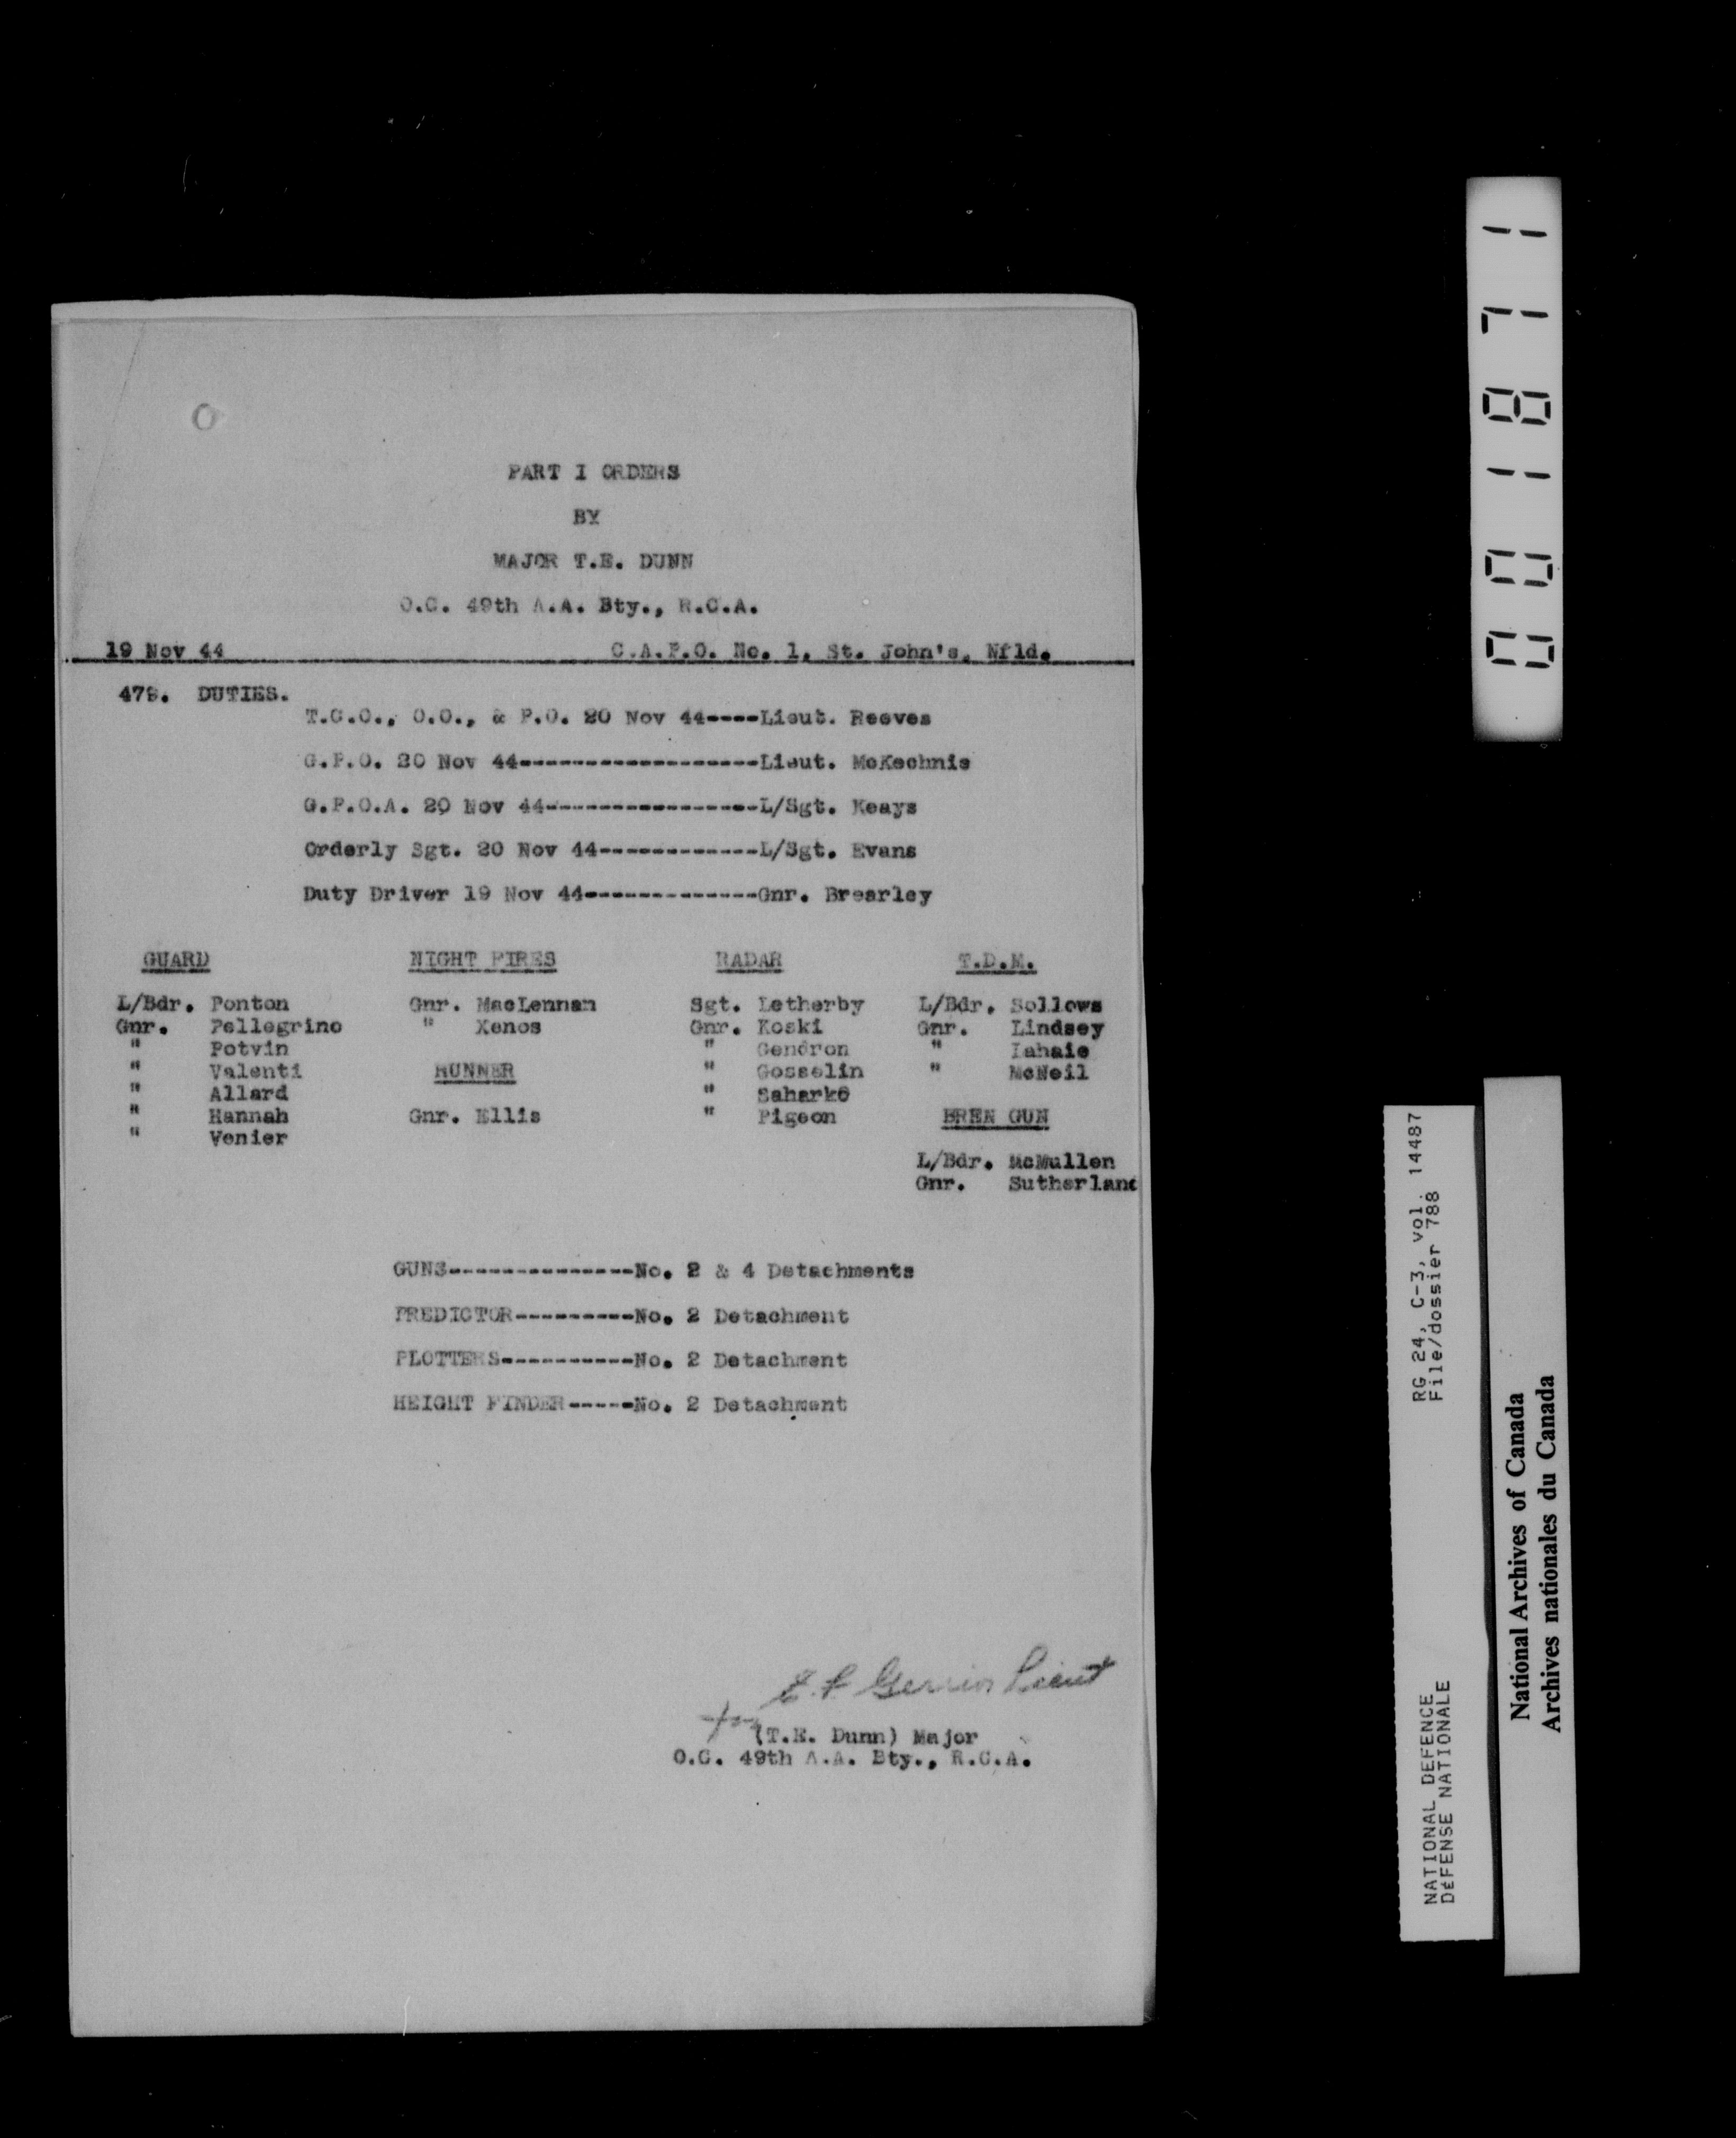 PART I ORDERS
BY
MAJOR T.E. DUNN
O.C. 49th A.A. Bty., R.C.A.
19 Nov 44 C.A.P.O. No. 1, St. John's, Nfld.
479. DUTIES.
T.C.O., O.O., & P.O. 20 Nov 44----Lieut. Reeves
G.P.O. 20 Nov 44------------------Lieut. McKechnie
G.P.O.A. 20 Nov 44----------------L/Sgt. Keays
Orderly Sgt. 20 Nov 44------------L/Sgt. Evans
Duty Driver 19 Nov 44-------------Gnr. Brearley
GUARD NIGHT FIRES RADAR T.D.M.
L/Bdr. Ponton Gnr. MacLennan Sgt. Letherby L/Bdr. Sollows
Gnr. Pellegrino " Xenos Gnr. Koski Gnr. Lindsey
" Potvin " Gendron " Lahaie
" Valenti RUNNER " Gosselin " McNeil
" Allard " Saharko
" Hannah Gnr. Ellis " Pigeon BREN GUN
" Venier
L/Bdr. McMullen
Gnr. Sutherland
GUNS--------------No. 2 & 4 Detachments
PREDICTOR---------No. 2 Detachment
PLOTTERS----------No. 2 Detachment
HEIGHT FINDER-----No. 2 Detachment
Lieut
for
(T.E. Dunn) Major
O.C. 49th A.A. Bty., R.C.A.
001871
RG 24, C-3, vol. 14487
File/dossier 788
NATIONAL DEFENCE
DÉFENSE NATIONALE
National Archives of Canada
Archives nationales du Canada